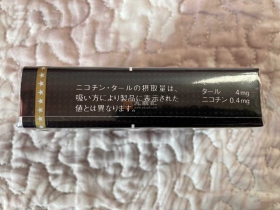 ニコチン・タールの摂取量は、
吸い方により製品に表示された
値とは異なります。
タール 4mg
ニコチン 0.4mg